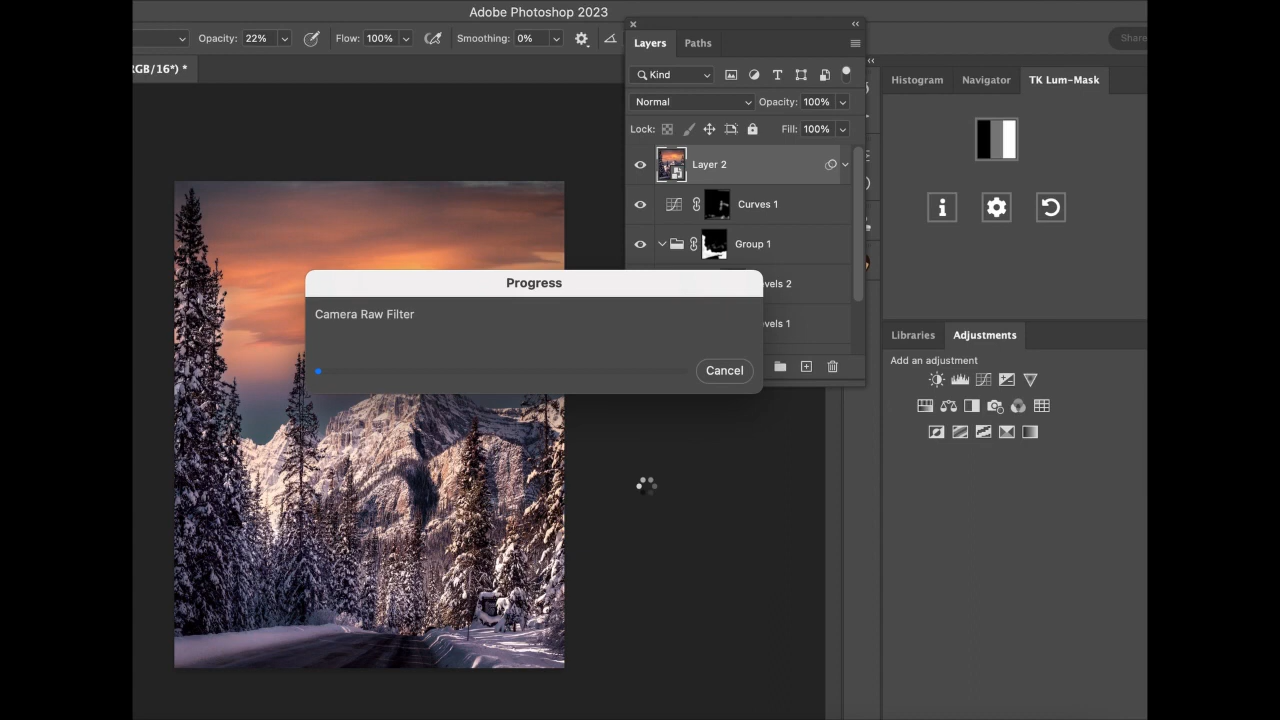 Adobe Photoshop 2023
Opacity: 22% Flow: 100% Smoothing: 0% Share
RGB/16*) *
Layers Paths
Kind
Normal Opacity: 100%
Lock: Fill: 100%
Layer 2
Curves 1
Group 1
evels 2
evels 1
Progress
Camera Raw Filter
Cancel
Histogram Navigator TK Lum-Mask
Libraries Adjustments
Add an adjustment